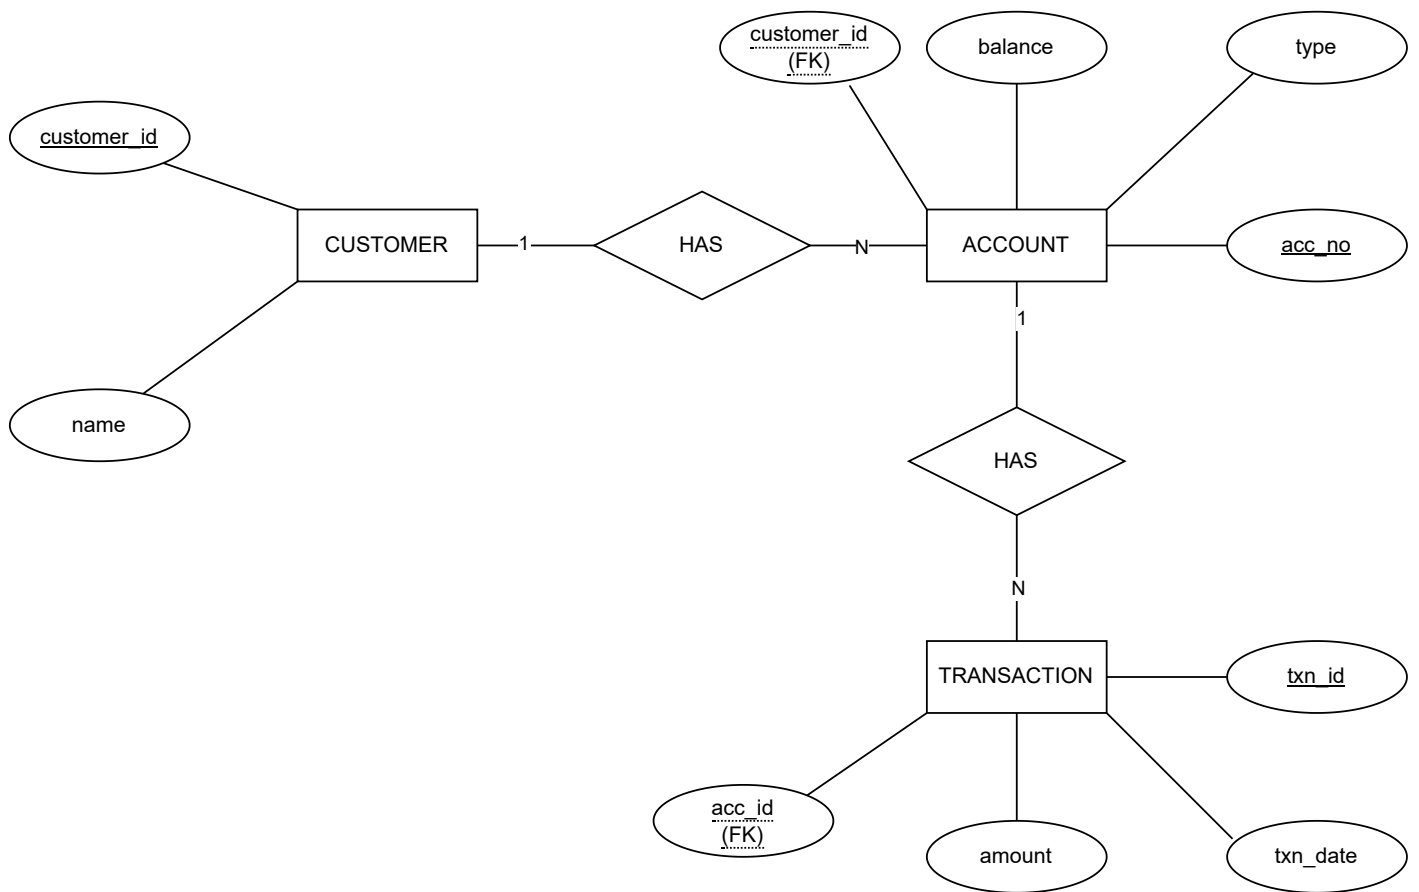 customer_id
(FK)
balance
type
customer_id
CUSTOMER
1
HAS
N
ACCOUNT
acc_no
1
name
HAS
N
TRANSACTION
txn_id
acc_id
(FK)
amount
txn_date